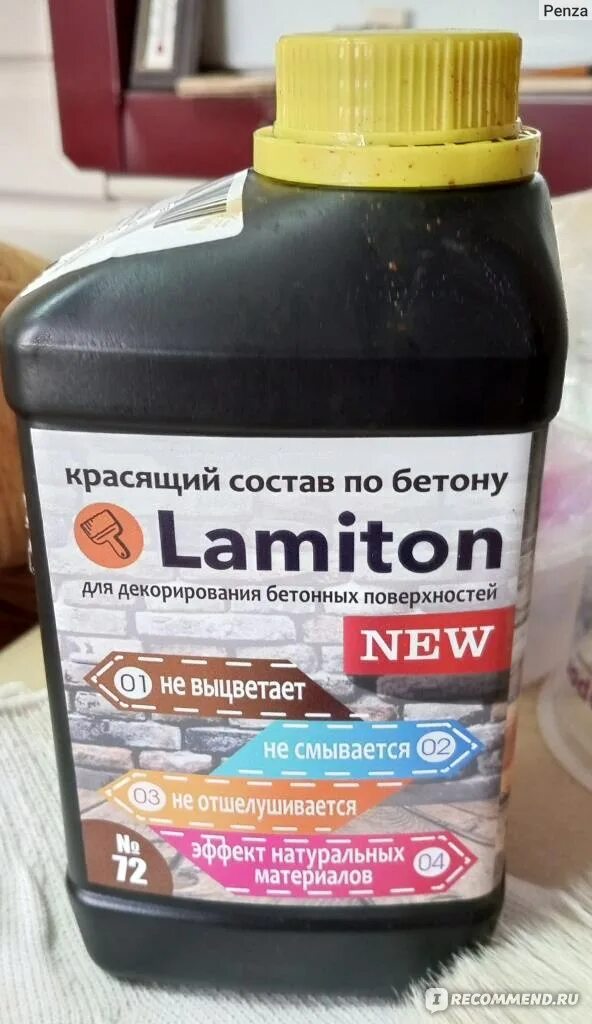 Penza
красящий состав по бетону
Lamiton
для декорирования бетонных поверхностей
NEW
01 не выцветает
не смывается 02
03 не отшелушивается
эффект натуральных
материалов 04
№
72
IRECOMMEND.RU